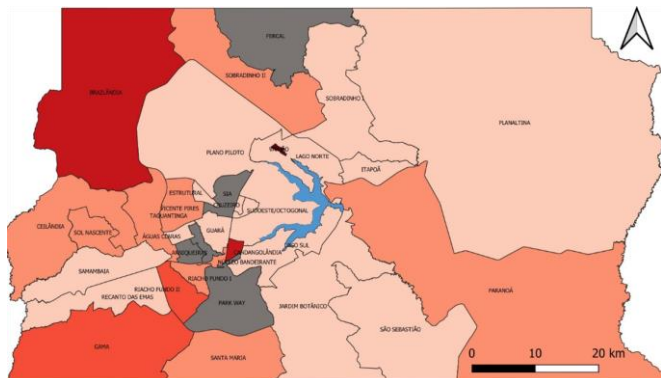 FERCAL
SOBRADINHO II
BRAZLÂNDIA
SOBRADINHO I
PLANALTINA
PLANO PILOTO
LAGO NORTE
ITAPOÃ
ESTRUTURAL
SIA
VICENTE PIRES
CRUZEIRO
SUDOESTE/OCTOGONAL
TAGUATINGA
CEILÂNDIA
SOL NASCENTE
GUARÁ
ÁGUAS CLARAS
LAGO SUL
CANDANGOLÂNDIA
NÚCLEO BANDEIRANTE
SAMAMBAIA
RIACHO FUNDO I
RIACHO FUNDO II
RECANTO DAS EMAS
PARK WAY
JARDIM BOTÂNICO
PARANOÁ
SÃO SEBASTIÃO
GAMA
SANTA MARIA
0 10 20 km